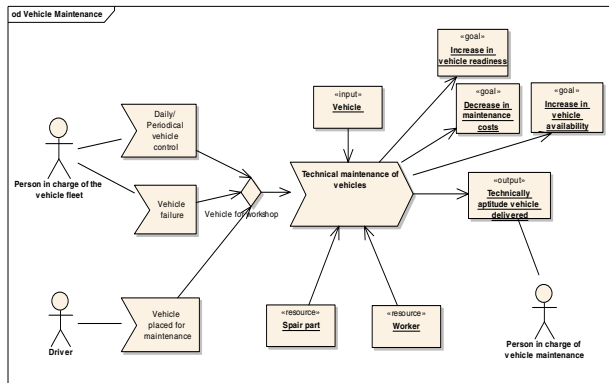 od Vehicle Maintenance
«goal»
Increase in
vehicle readiness
«input»
Vehicle
«goal»
Decrease in
maintenance
costs
«goal»
Increase in
vehicle
availability
Daily/
Periodical
vehicle
control
Person in charge of the
vehicle fleet
Technical maintenance of
vehicles
Vehicle
failure
Vehicle for workshop
«output»
Technically
aptitude vehicle
delivered
Driver
Vehicle
placed for
maintenance
«resource»
Spair part
«resource»
Worker
Person in charge of
vehicle maintenance